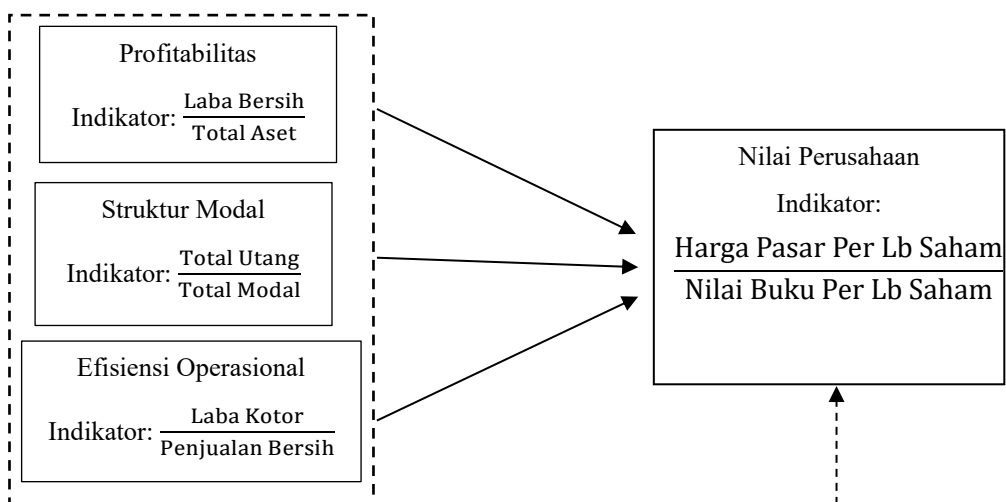 Profitabilitas
Indikator: Laba Bersih
Total Aset
Struktur Modal
Indikator: Total Utang
Total Modal
Efisiensi Operasional
Indikator: Laba Kotor
Penjualan Bersih
Nilai Perusahaan
Indikator:
Harga Pasar Per Lb Saham
Nilai Buku Per Lb Saham